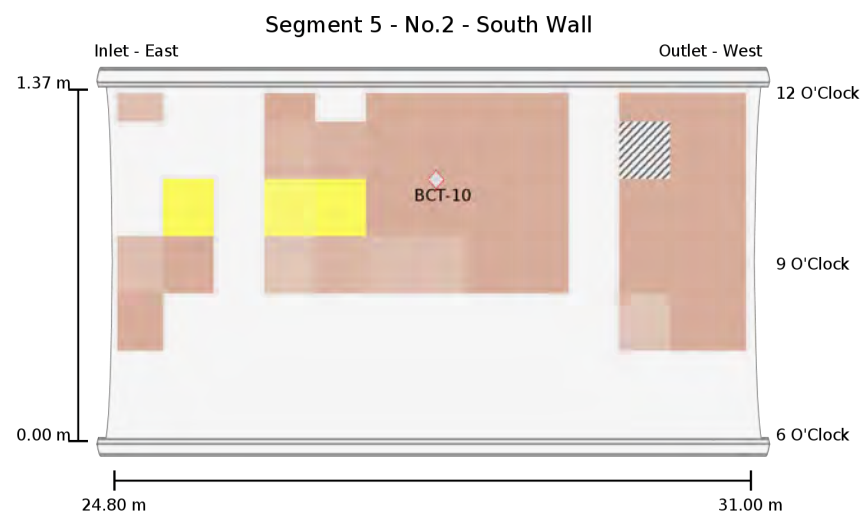 Segment 5 - No.2 - South Wall
Inlet - East
Outlet - West
1.37 m
12 O'Clock
BCT-10
9 O'Clock
0.00 m
6 O'Clock
24.80 m
31.00 m